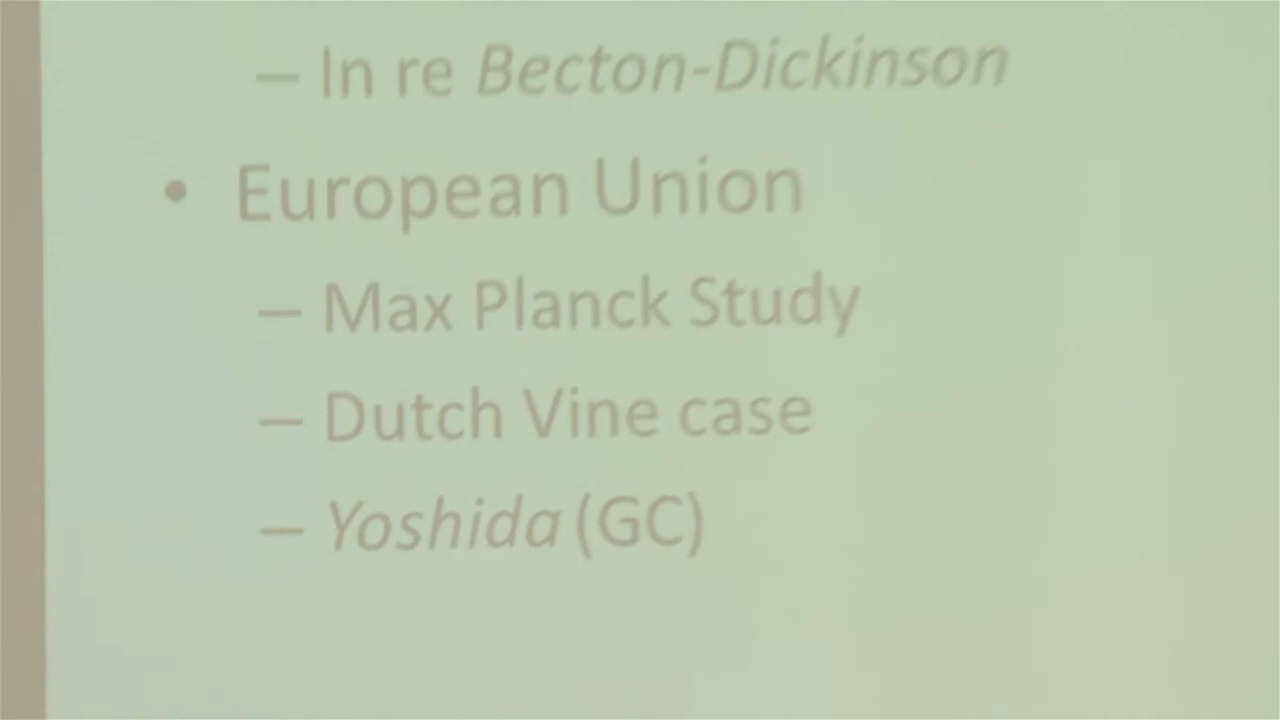 – In re Becton-Dickinson
• European Union
– Max Planck Study
– Dutch Vine case
– Yoshida (GC)